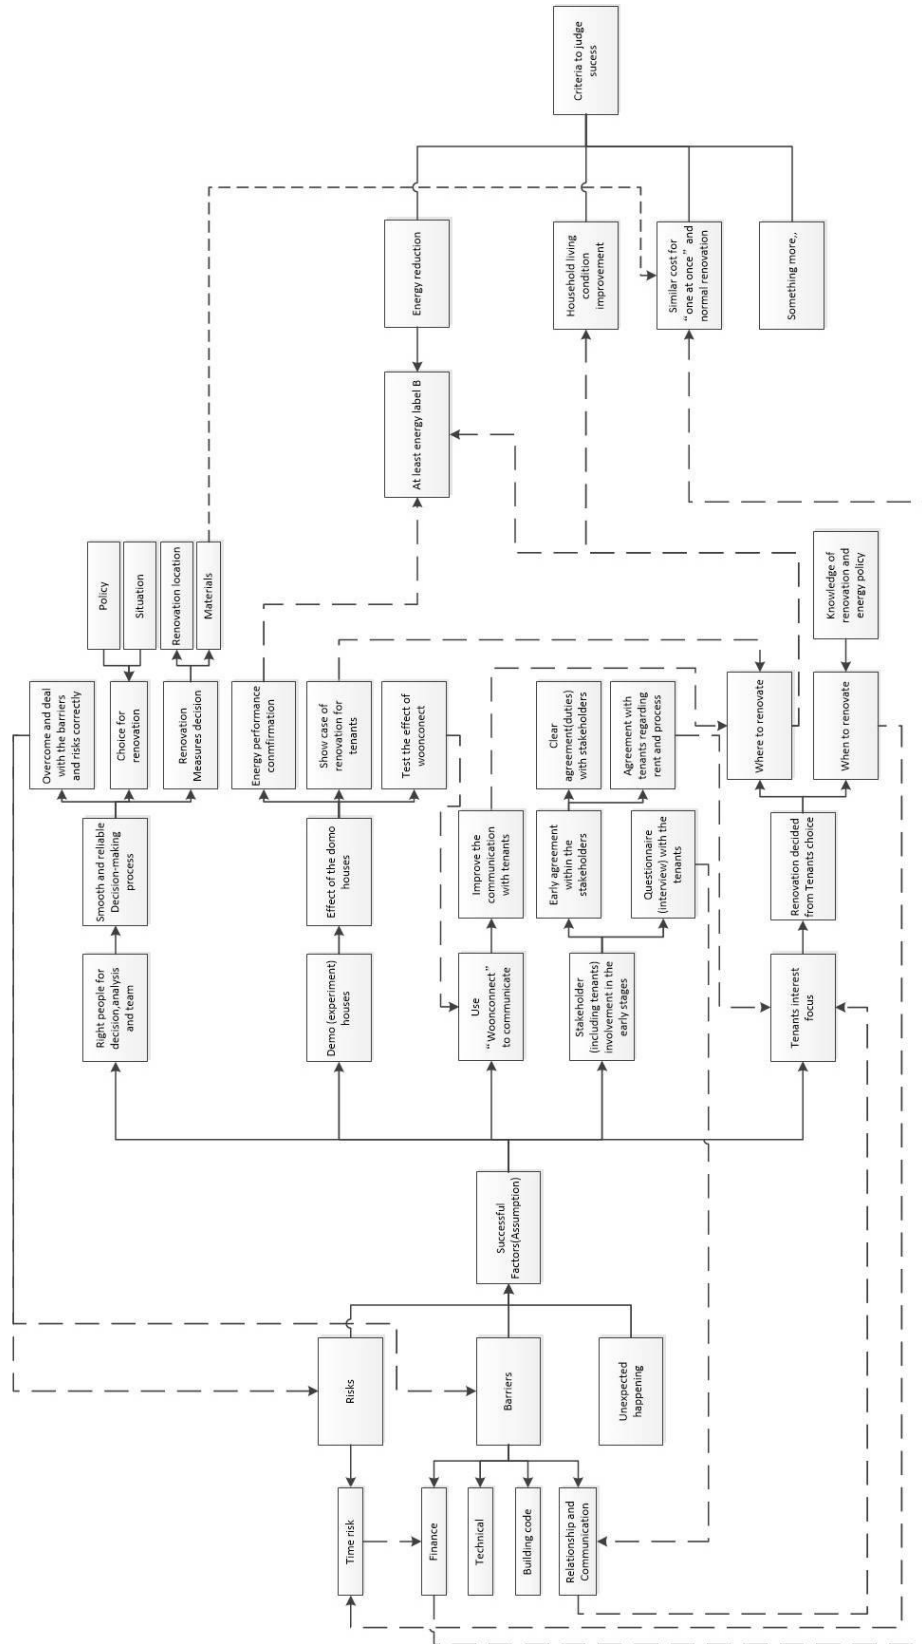 Criteria to judge
sucess
Energy reduction
Household living
condition
improvement
Similar cost for
“ one at once ” and
normal renovation
Something more,,
At least energy label B
Policy
Situation
Renovation location
Materials
Knowledge of
renovation and
energy policy
Overcome and deal
with the barriers
and risks correctly
Choice for
renovation
Renovation
Measures decision
Energy performance
conmfirmation
Show case of
renovation for
tenants
Test the effect of
woonconect
Clear
agreement(duties)
with stakeholders
Agreement with
tenants regarding
rent and process
Where to renovate
When to renovate
Smooth and reliable
Decision-making
process
Effect of the domo
houses
Improve the
communication
with tenants
Early agreement
within the
stakeholders
Questionnaire
(interview) with the
tenants
Renovation decided
from Tenants choice
Right people for
decision,analysis
and team
Demo (experiment)
houses
Use
“ Woonconnect ”
to communicate
Stakeholder
(including tenants)
involvement in the
early stages
Tenants interest
focus
Successful
Factors(Assumption)
Risks
Barriers
Unexpected
happening
Time risk
Finance
Technical
Building code
Relationship and
Communication